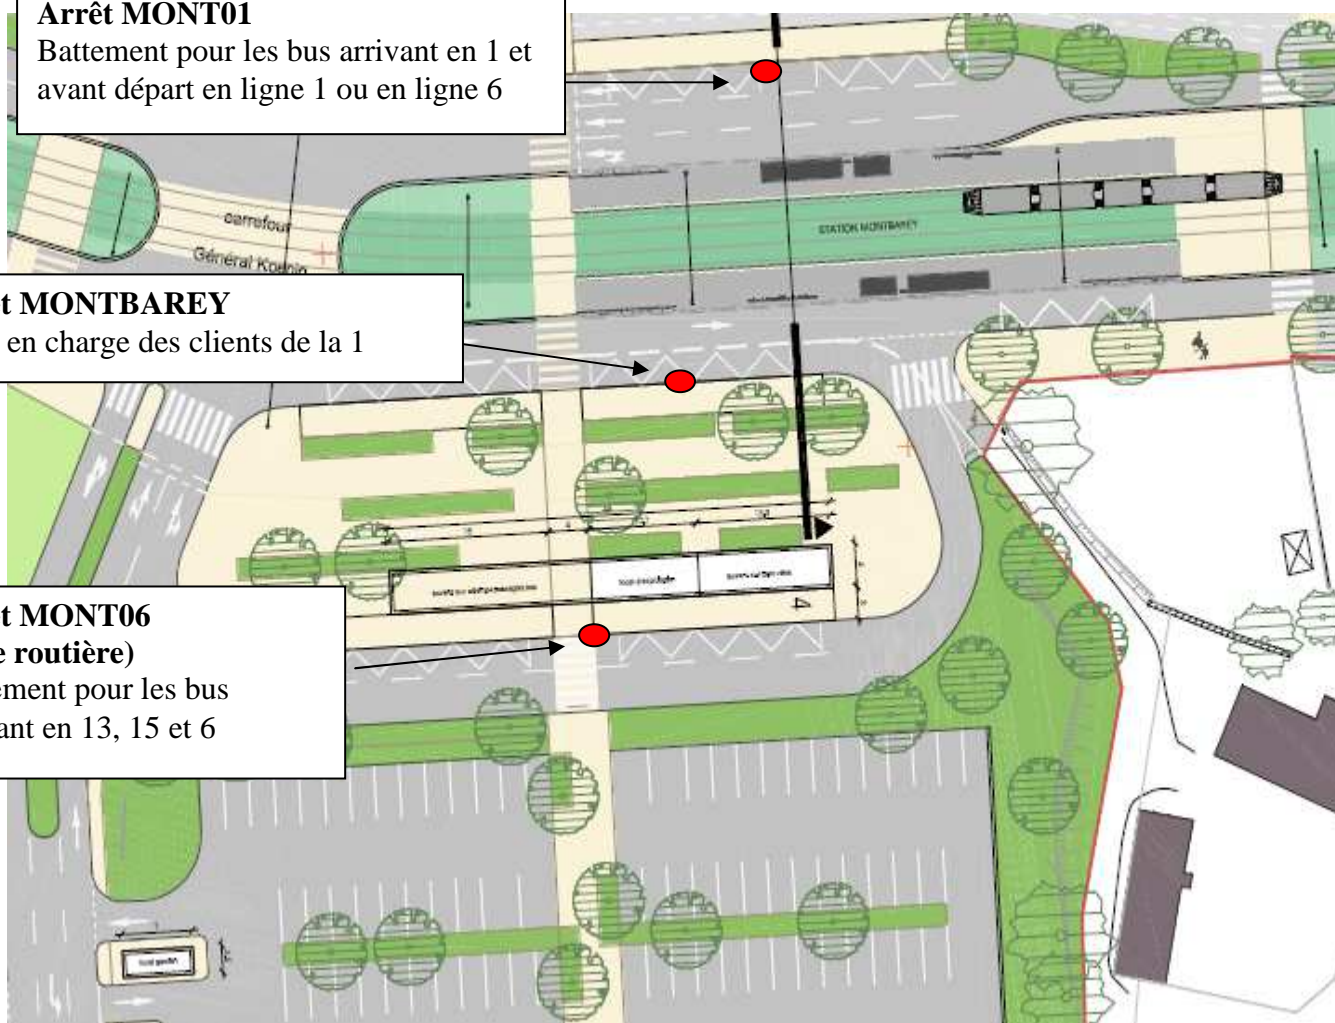 Arrêt MONT01
Battement pour les bus arrivant en 1 et
avant départ en ligne 1 ou en ligne 6
carrefour
Général Koenig
STATION MONTBAREY
t MONTBAREY
en charge des clients de la 1
t MONT06
e routière)
ement pour les bus
ant en 13, 15 et 6